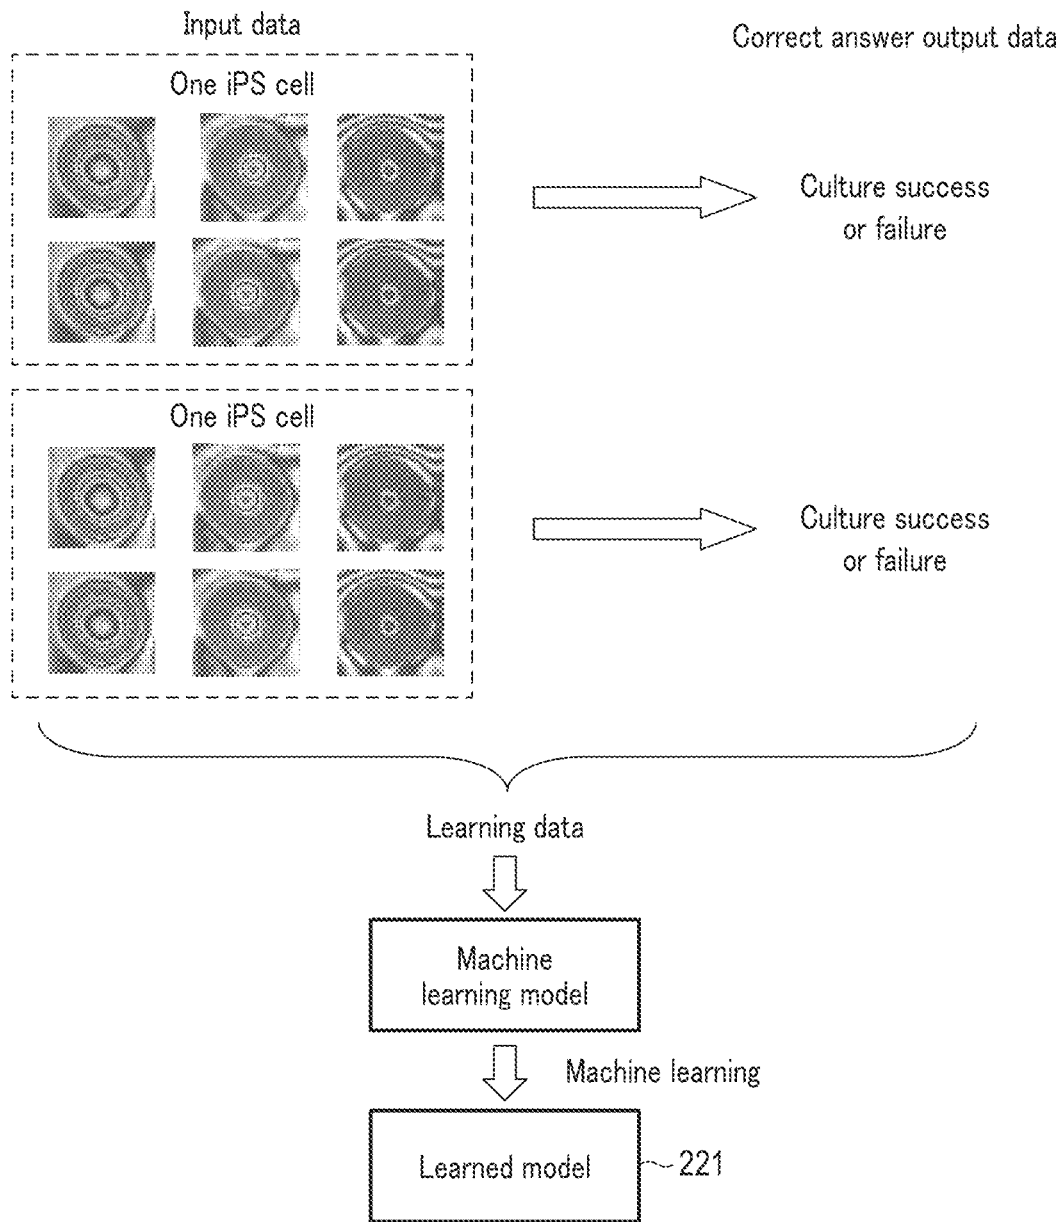 Input data
Correct answer output data
One iPS cell
Culture success
or failure
One iPS cell
Culture success
or failure
Learning data
Machine
learning model
Machine learning
Learned model
221